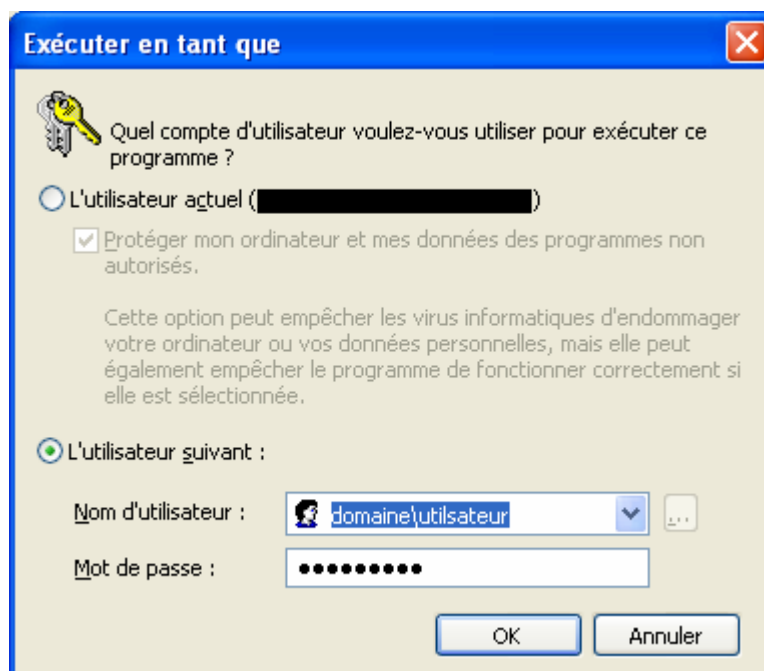 Exécuter en tant que
Quel compte d'utilisateur voulez-vous utiliser pour exécuter ce
programme ?
L'utilisateur actuel ( )
Protéger mon ordinateur et mes données des programmes non
autorisés.
Cette option peut empêcher les virus informatiques d'endommager
votre ordinateur ou vos données personnelles, mais elle peut
également empêcher le programme de fonctionner correctement si
elle est sélectionnée.
L'utilisateur suivant :
Nom d'utilisateur : domaine\utilsateur ...
Mot de passe : •••••••••
OK Annuler